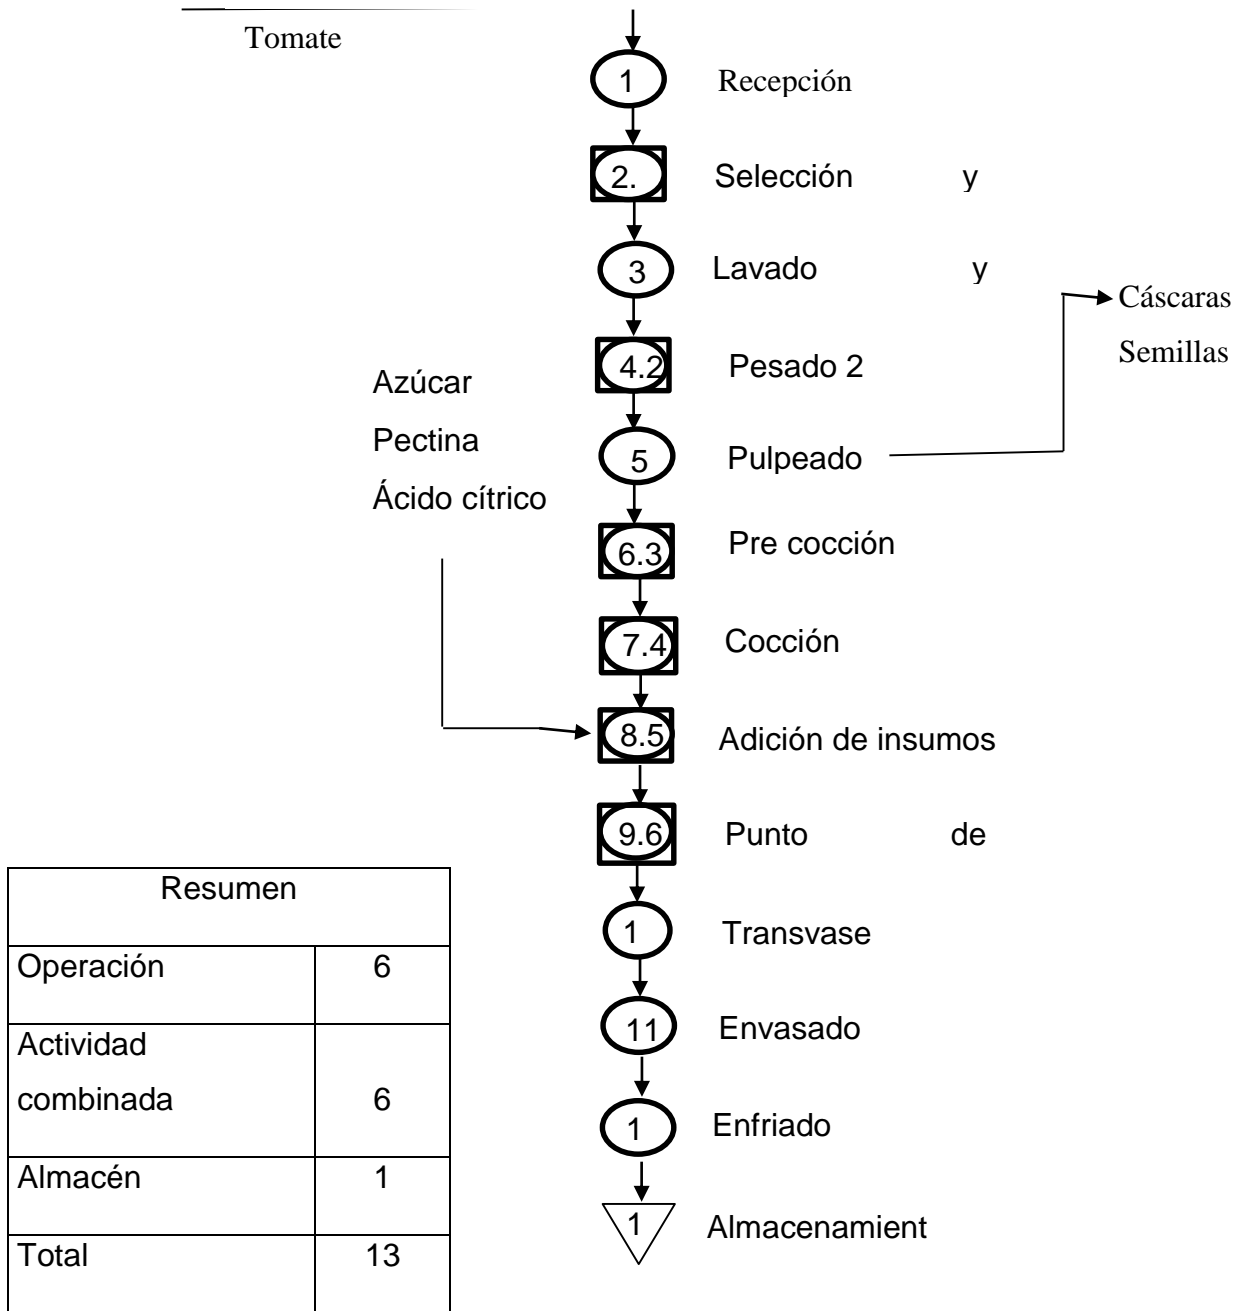 Tomate
1 Recepción
2. Selección y
3 Lavado y
Cáscaras
Semillas
4.2 Pesado 2
Azúcar
Pectina
Ácido cítrico
5 Pulpeado
6.3 Pre cocción
7.4 Cocción
8.5 Adición de insumos
9.6 Punto de
1 Transvase
11 Envasado
1 Enfriado
1 Almacenamient
Resumen
Operación 6
Actividad
combinada 6
Almacén 1
Total 13